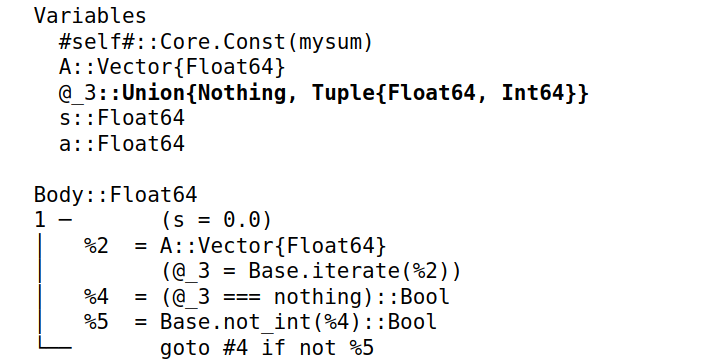 Variables
  #self#::Core.Const(mysum)
  A::Vector{Float64}
  @_3::Union{Nothing, Tuple{Float64, Int64}}
  s::Float64
  a::Float64

Body::Float64
1 ─       (s = 0.0)
│   %2  = A::Vector{Float64}
│         (@_3 = Base.iterate(%2))
│   %4  = (@_3 === nothing)::Bool
│   %5  = Base.not_int(%4)::Bool
└──       goto #4 if not %5